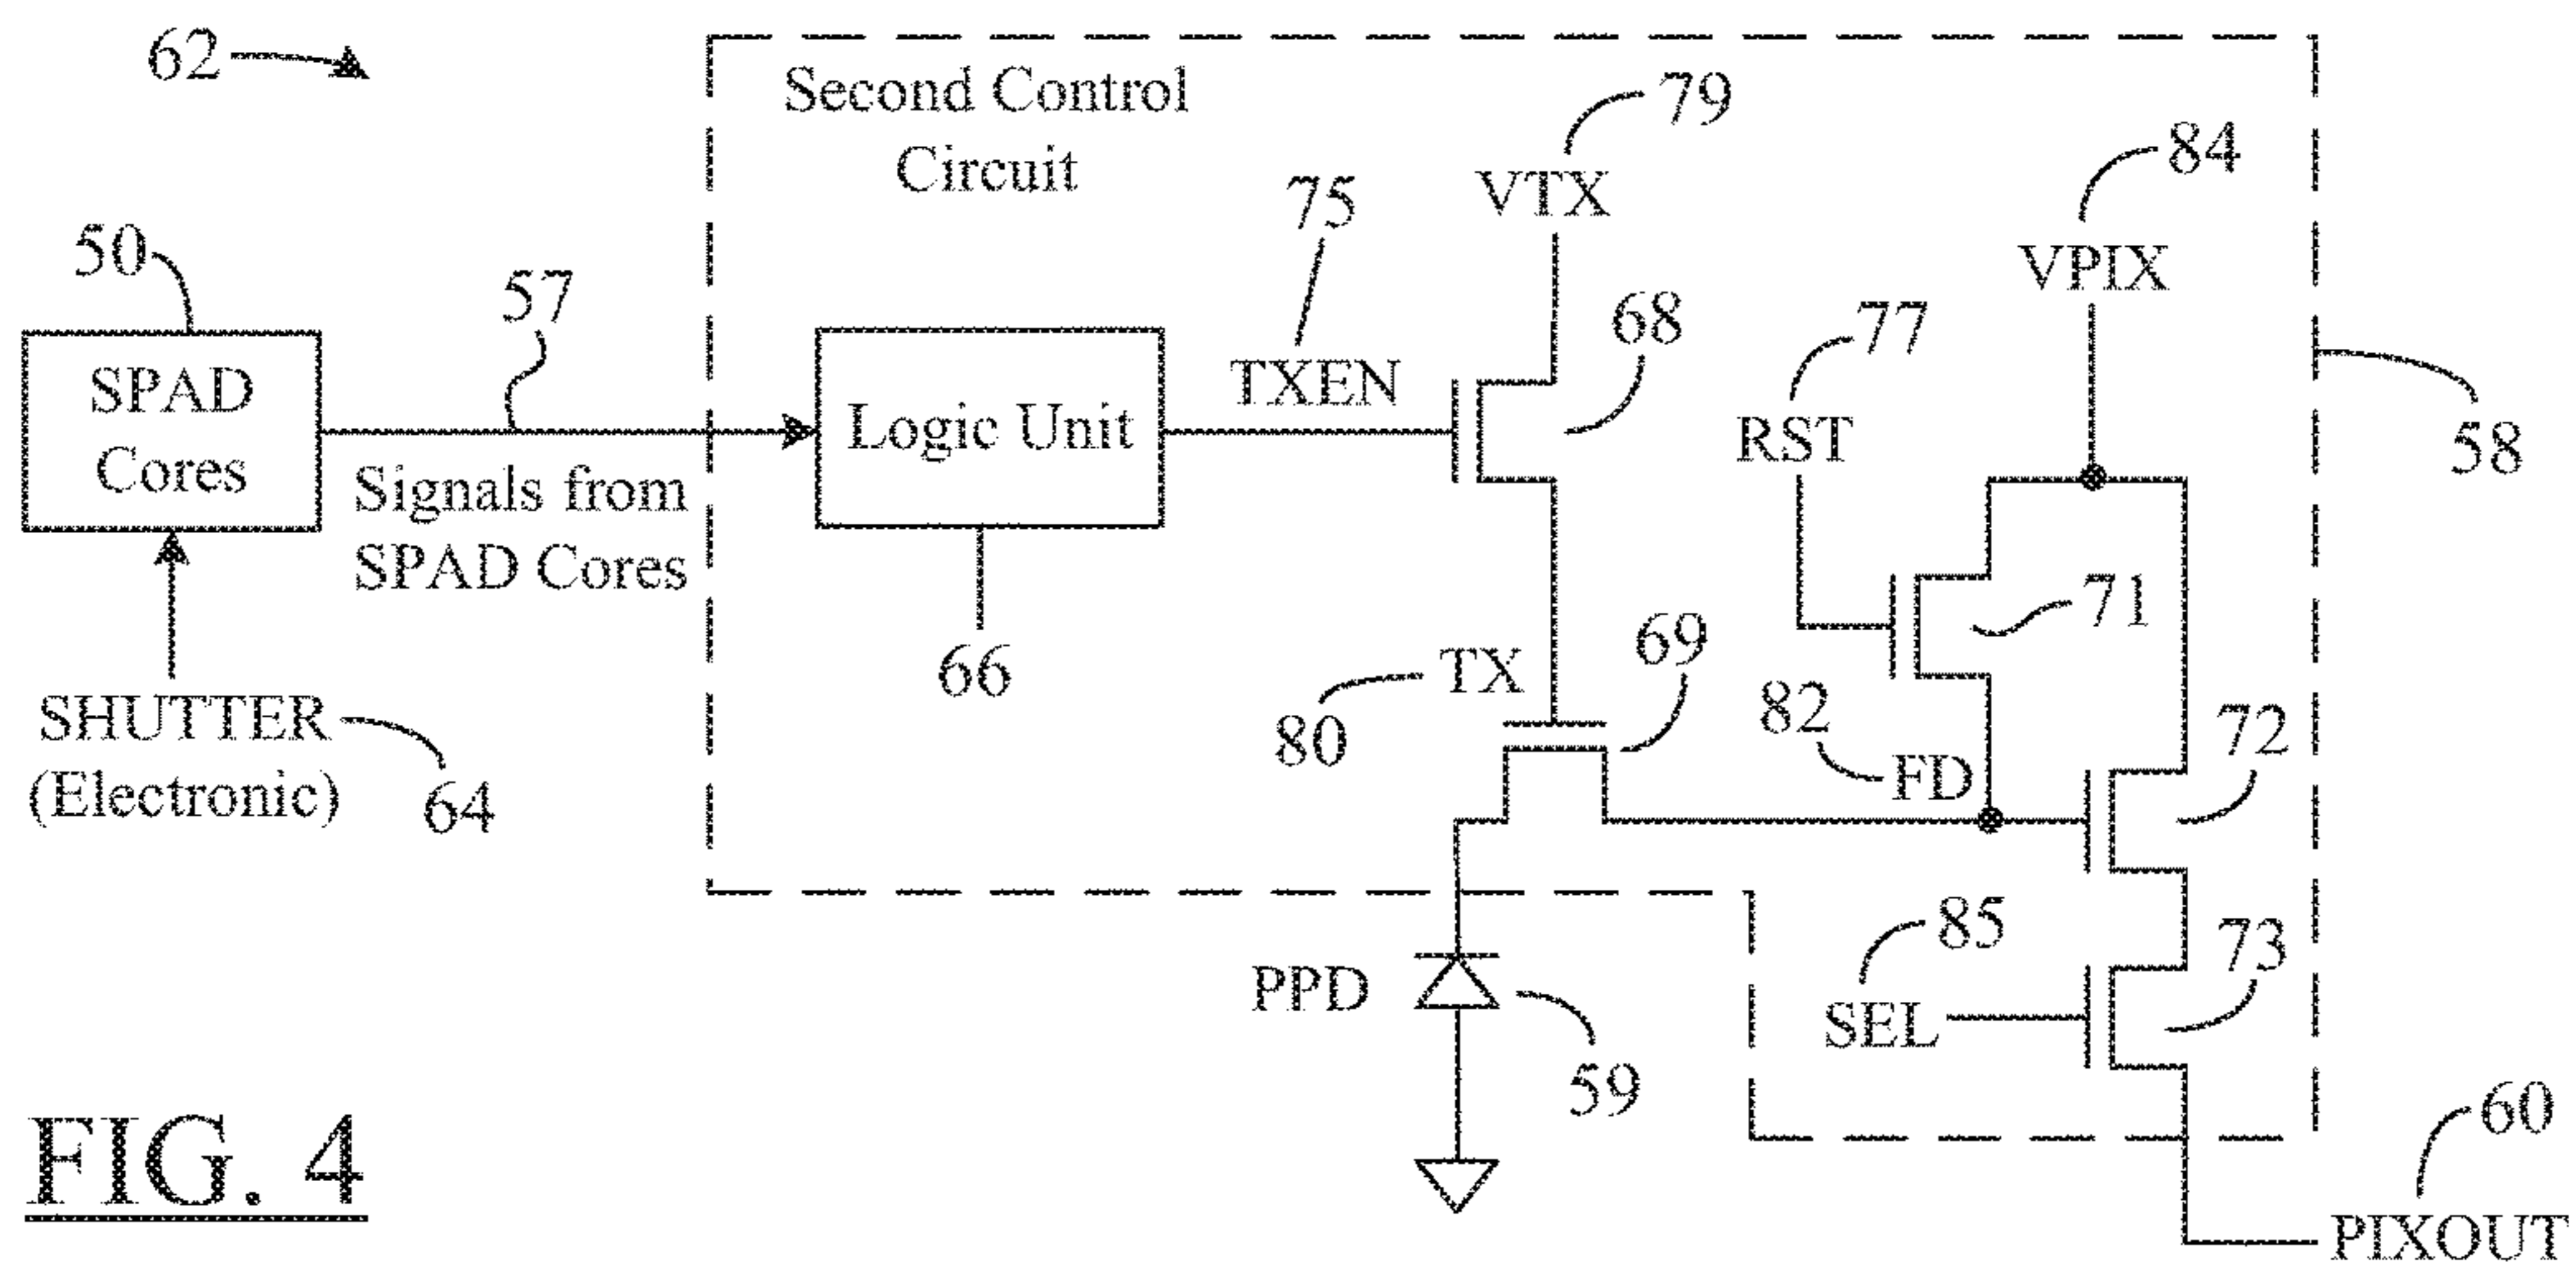 62
Second Control
Circuit
79
VTX
84
VPIX
75
TXEN
50
SPAD
Cores
57
Signals from
SPAD Cores
Logic Unit
66
68
77
RST
58
71
SHUTTER
(Electronic)
64
TX
80
69
82
FD
72
85
SEL
73
PPD
59
60
PIXOUT
FIG. 4